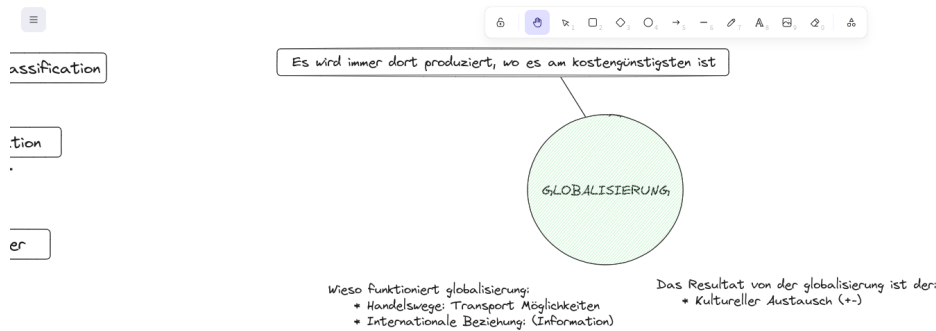 assification
Es wird immer dort produziert, wo es am kostengünstigsten ist
tion
GLOBALISIERUNG
er
Wieso funktioniert globalisierung:
* Handelswege: Transport Möglichkeiten
* Internationale Beziehung: (Information)
Das Resultat von der globalisierung ist der
* Kultureller Austausch (+-)